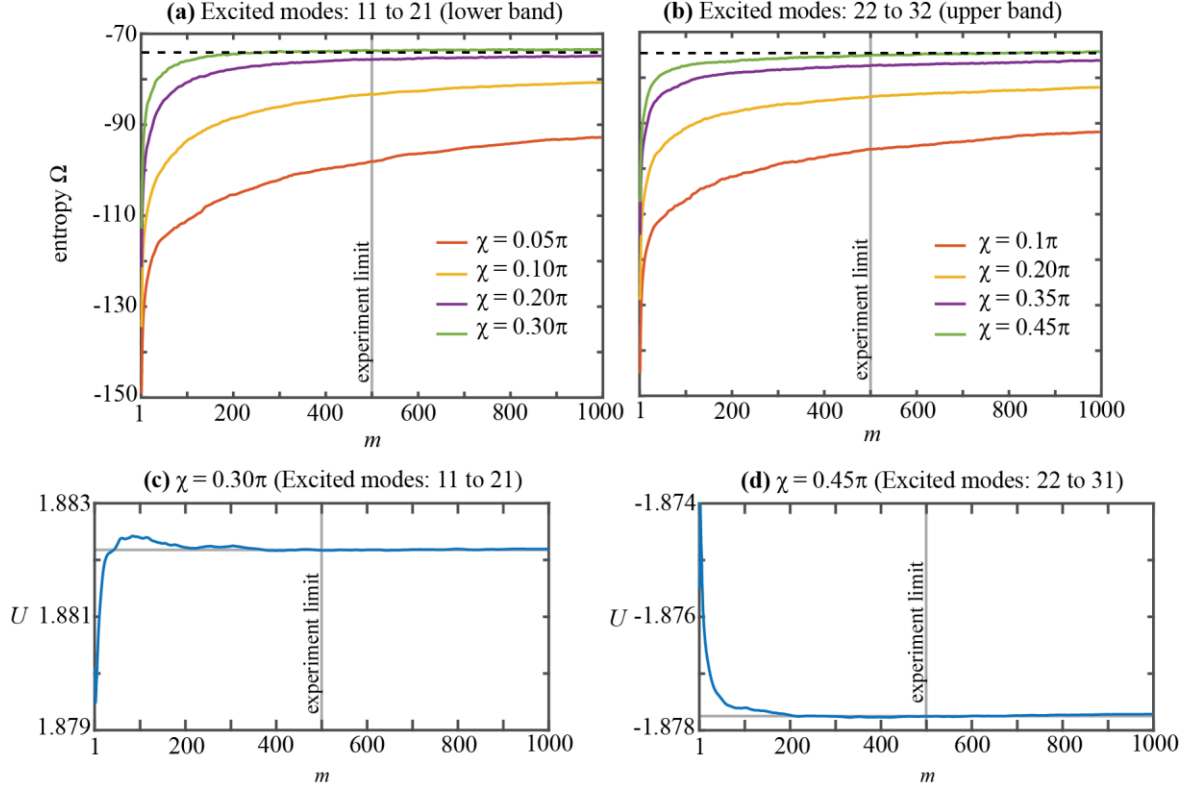 (a) Excited modes: 11 to 21 (lower band)
(b) Excited modes: 22 to 32 (upper band)
-70
-90
-110
-130
-150
entropy Ω
χ = 0.05π
χ = 0.10π
χ = 0.20π
χ = 0.30π
experiment limit
1
200
400
600
800
1000
m
χ = 0.1π
χ = 0.20π
χ = 0.35π
χ = 0.45π
experiment limit
1
200
400
600
800
1000
m
(c) χ = 0.30π (Excited modes: 11 to 21)
(d) χ = 0.45π (Excited modes: 22 to 31)
1.883
U 1.881
1.879
experiment limit
1
200
400
600
800
1000
m
-1.874
U -1.876
-1.878
experiment limit
1
200
400
600
800
1000
m